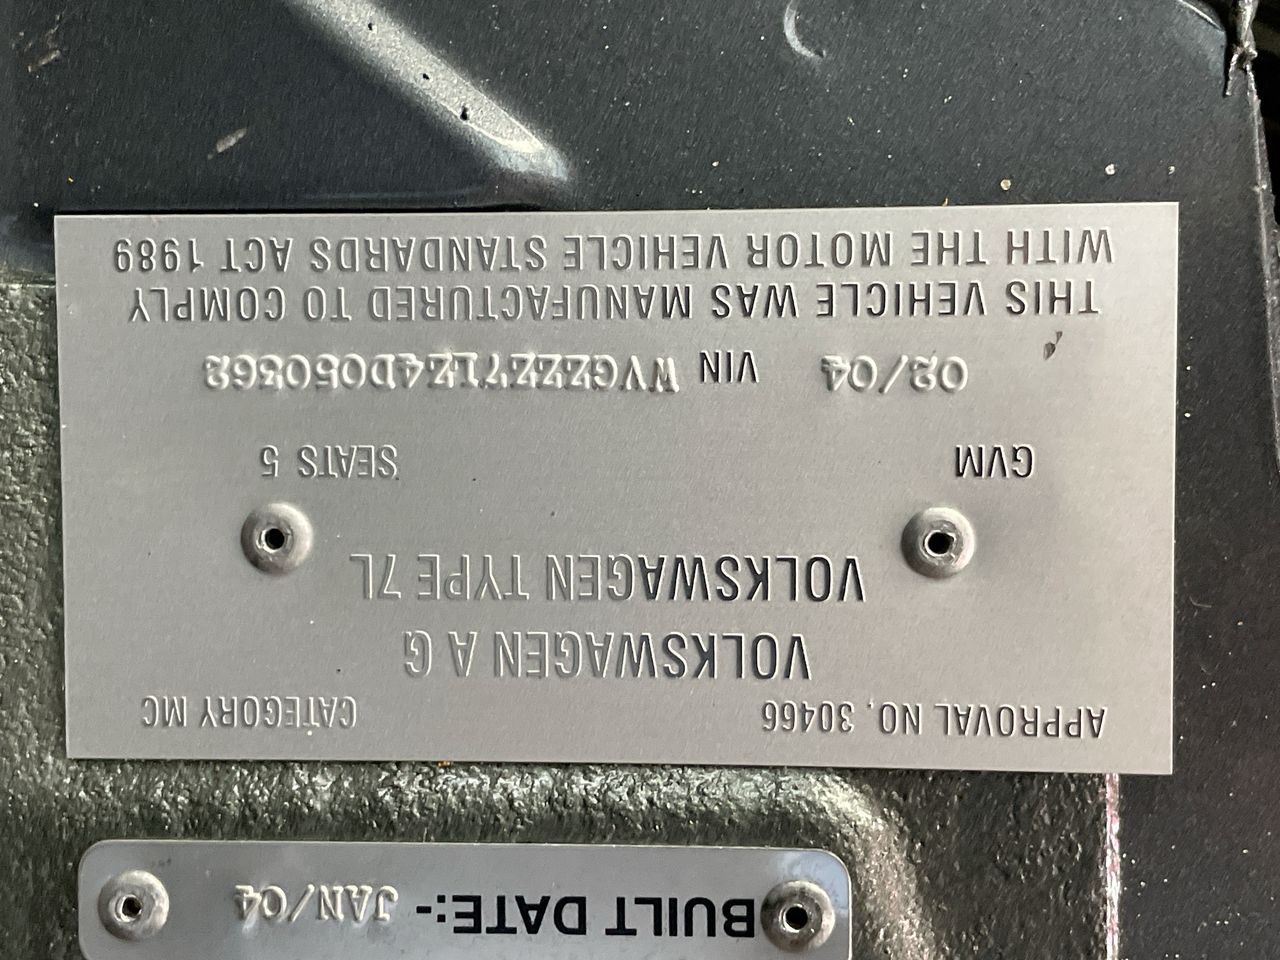 BUILT DATE:- JAN/04
APPROVAL NO. 30466 CATEGORY MC
VOLKSWAGEN A G
VOLKSWAGEN TYPE 7L
GVM SEATS 5
02/04 VIN WVGZZZ7LZ4D050362
THIS VEHICLE WAS MANUFACTURED TO COMPLY
WITH THE MOTOR VEHICLE STANDARDS ACT 1989